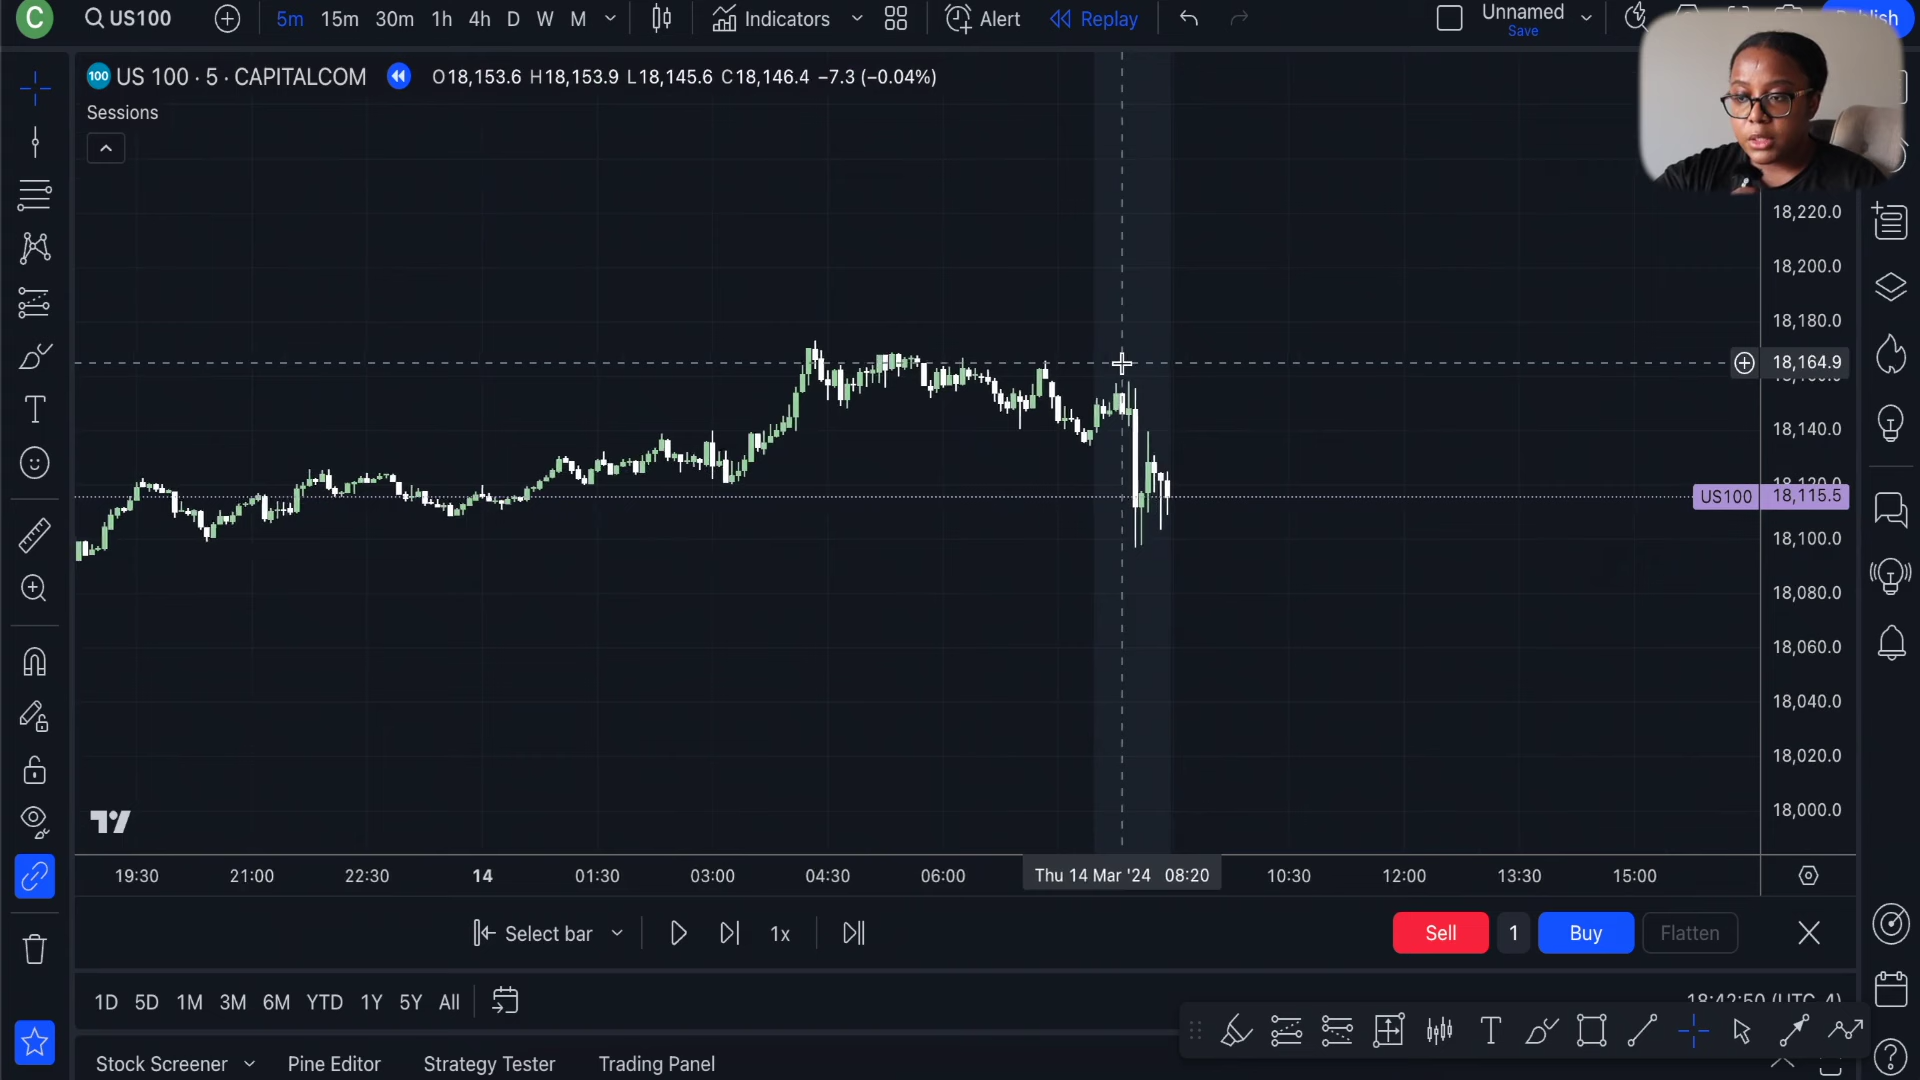 C
US100
5m 15m 30m 1h 4h D W M
Indicators
Alert
Replay
Unnamed
Save
100 US 100 · 5 · CAPITALCOM O18,153.6 H18,153.9 L18,145.6 C18,146.4 −7.3 (−0.04%)
Sessions
18,220.0
18,200.0
18,180.0
18,164.9
18,140.0
US100 18,115.5
18,100.0
18,080.0
18,060.0
18,040.0
18,020.0
18,000.0
19:30 21:00 22:30 14 01:30 03:00 04:30 06:00 Thu 14 Mar '24 08:20 10:30 12:00 13:30 15:00
Select bar 1x Sell 1 Buy Flatten
1D 5D 1M 3M 6M YTD 1Y 5Y All
18:42:50 (UTC-4)
Stock Screener Pine Editor Strategy Tester Trading Panel